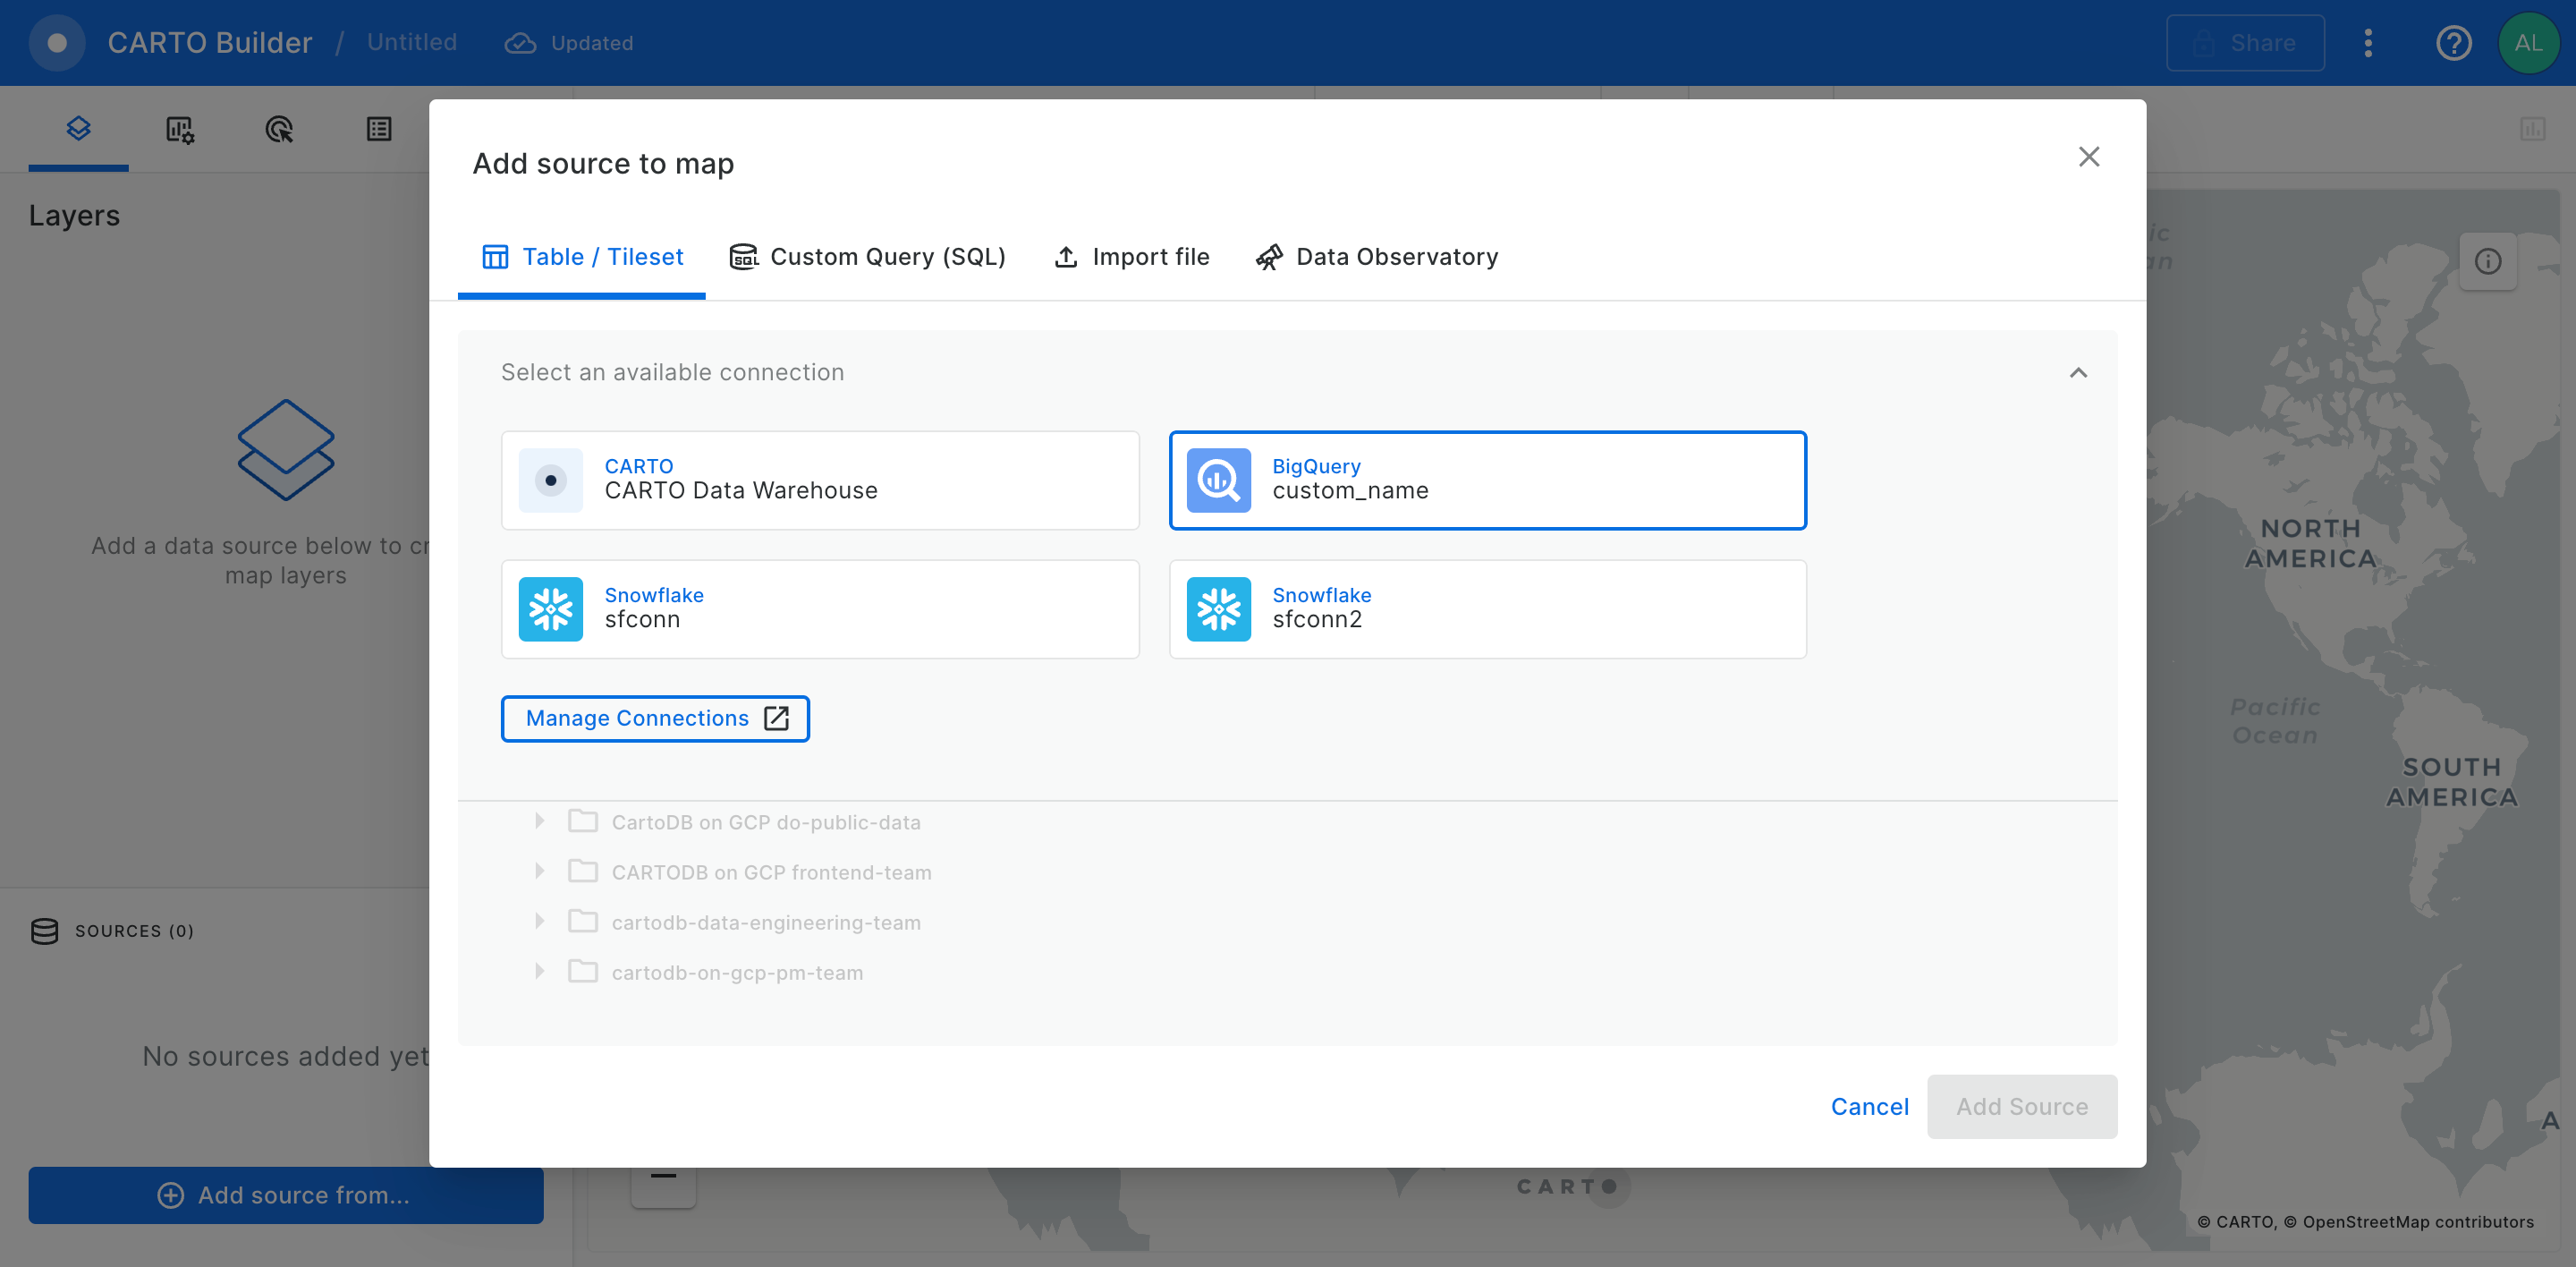 CARTO Builder / Untitled
Updated
Share
AL
Layers
Add a data source below to cr
map layers
SOURCES (0)
No sources added yet
Add source from...
Add source to map
Table / Tileset
SQL
Custom Query (SQL)
Import file
Data Observatory
Select an available connection
CARTO
CARTO Data Warehouse
BigQuery
custom_name
Snowflake
sfconn
Snowflake
sfconn2
Manage Connections
CartoDB on GCP do-public-data
CARTODB on GCP frontend-team
cartodb-data-engineering-team
cartodb-on-gcp-pm-team
Cancel
Add Source
ic
an
NORTH
AMERICA
Pacific
Ocean
SOUTH
AMERICA
A
CARTO
© CARTO, © OpenStreetMap contributors